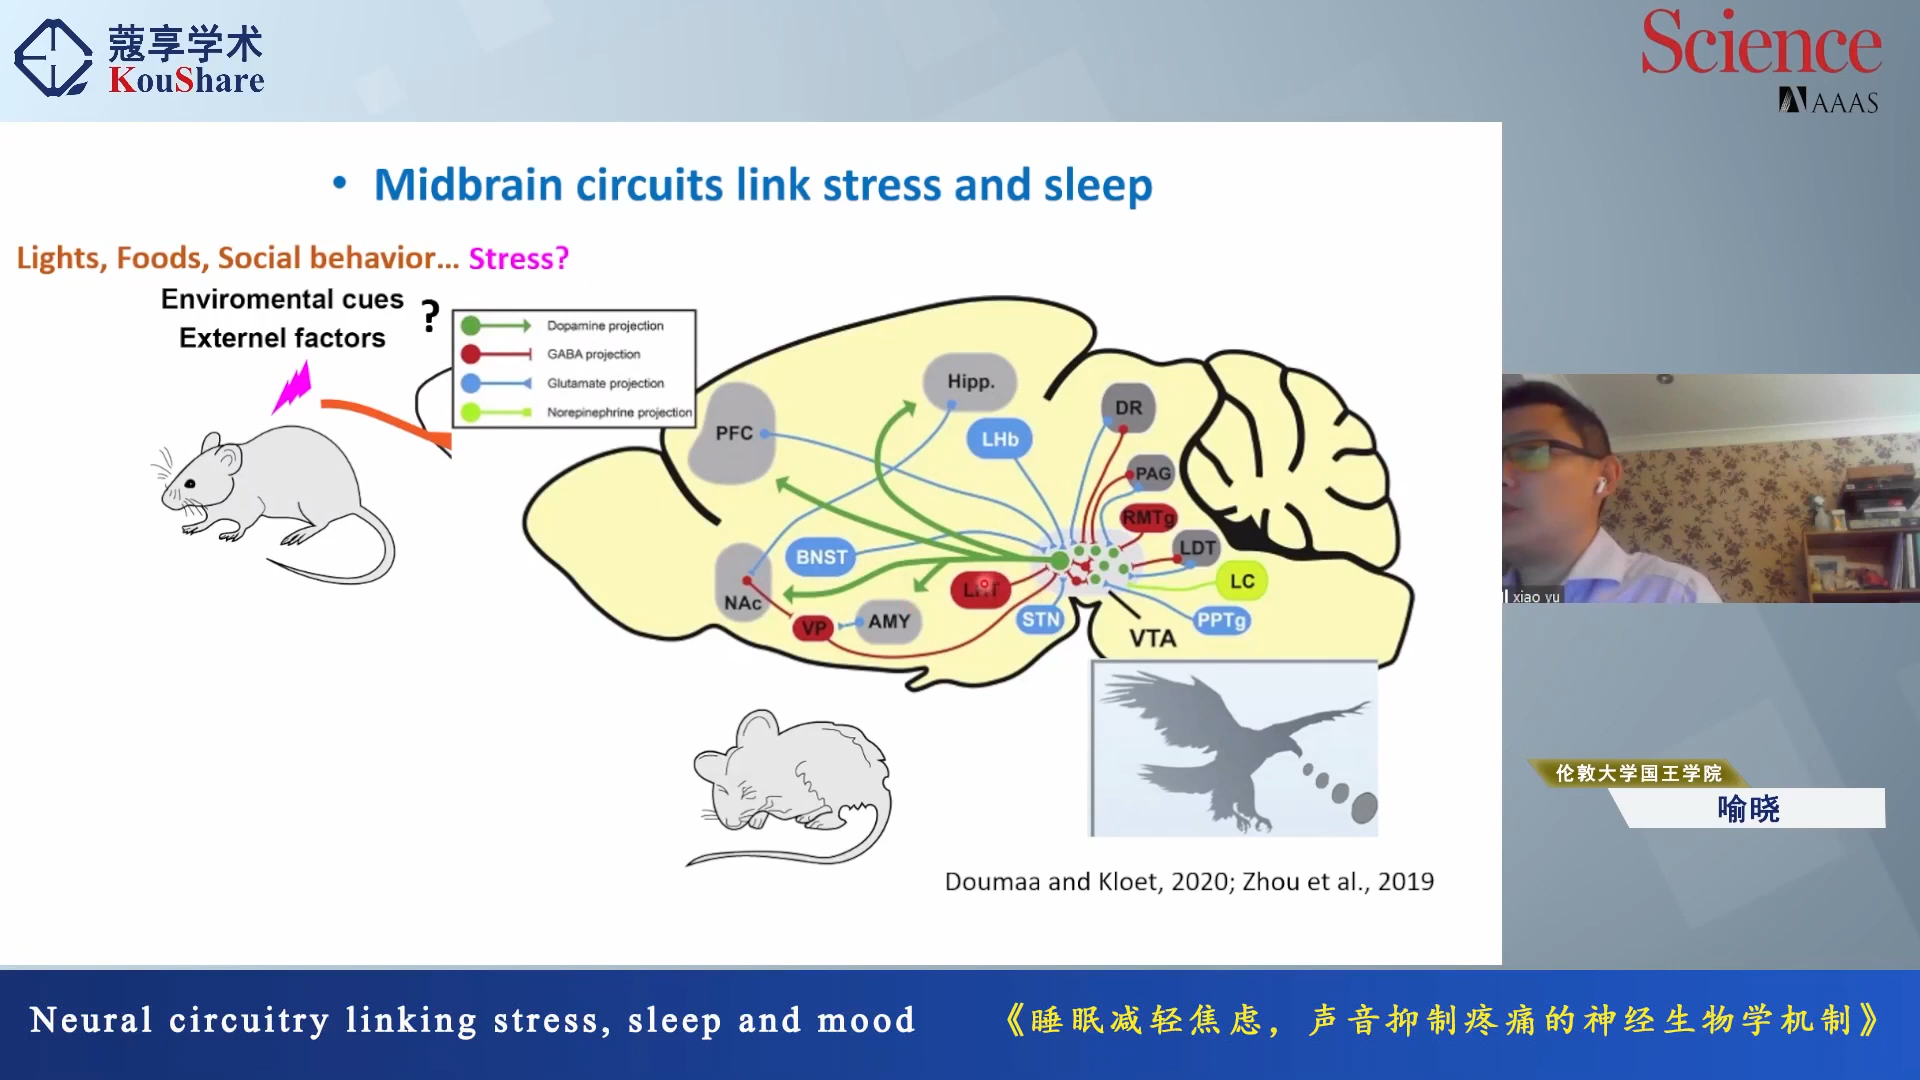 蔻享学术
KouShare
Science
AAAS
• Midbrain circuits link stress and sleep
Lights, Foods, Social behavior... Stress?
Enviromental cues
Externel factors
?
Dopamine projection
GABA projection
Glutamate projection
Norepinephrine projection
Hipp.
PFC
DR
LHb
PAG
RMTg
LDT
BNST
LC
NAc
VP
AMY
STN
PPTg
VTA
xiao yu
伦敦大学国王学院
喻晓
Doumaa and Kloet, 2020; Zhou et al., 2019
Neural circuitry linking stress, sleep and mood
《睡眠减轻焦虑，声音抑制疼痛的神经生物学机制》